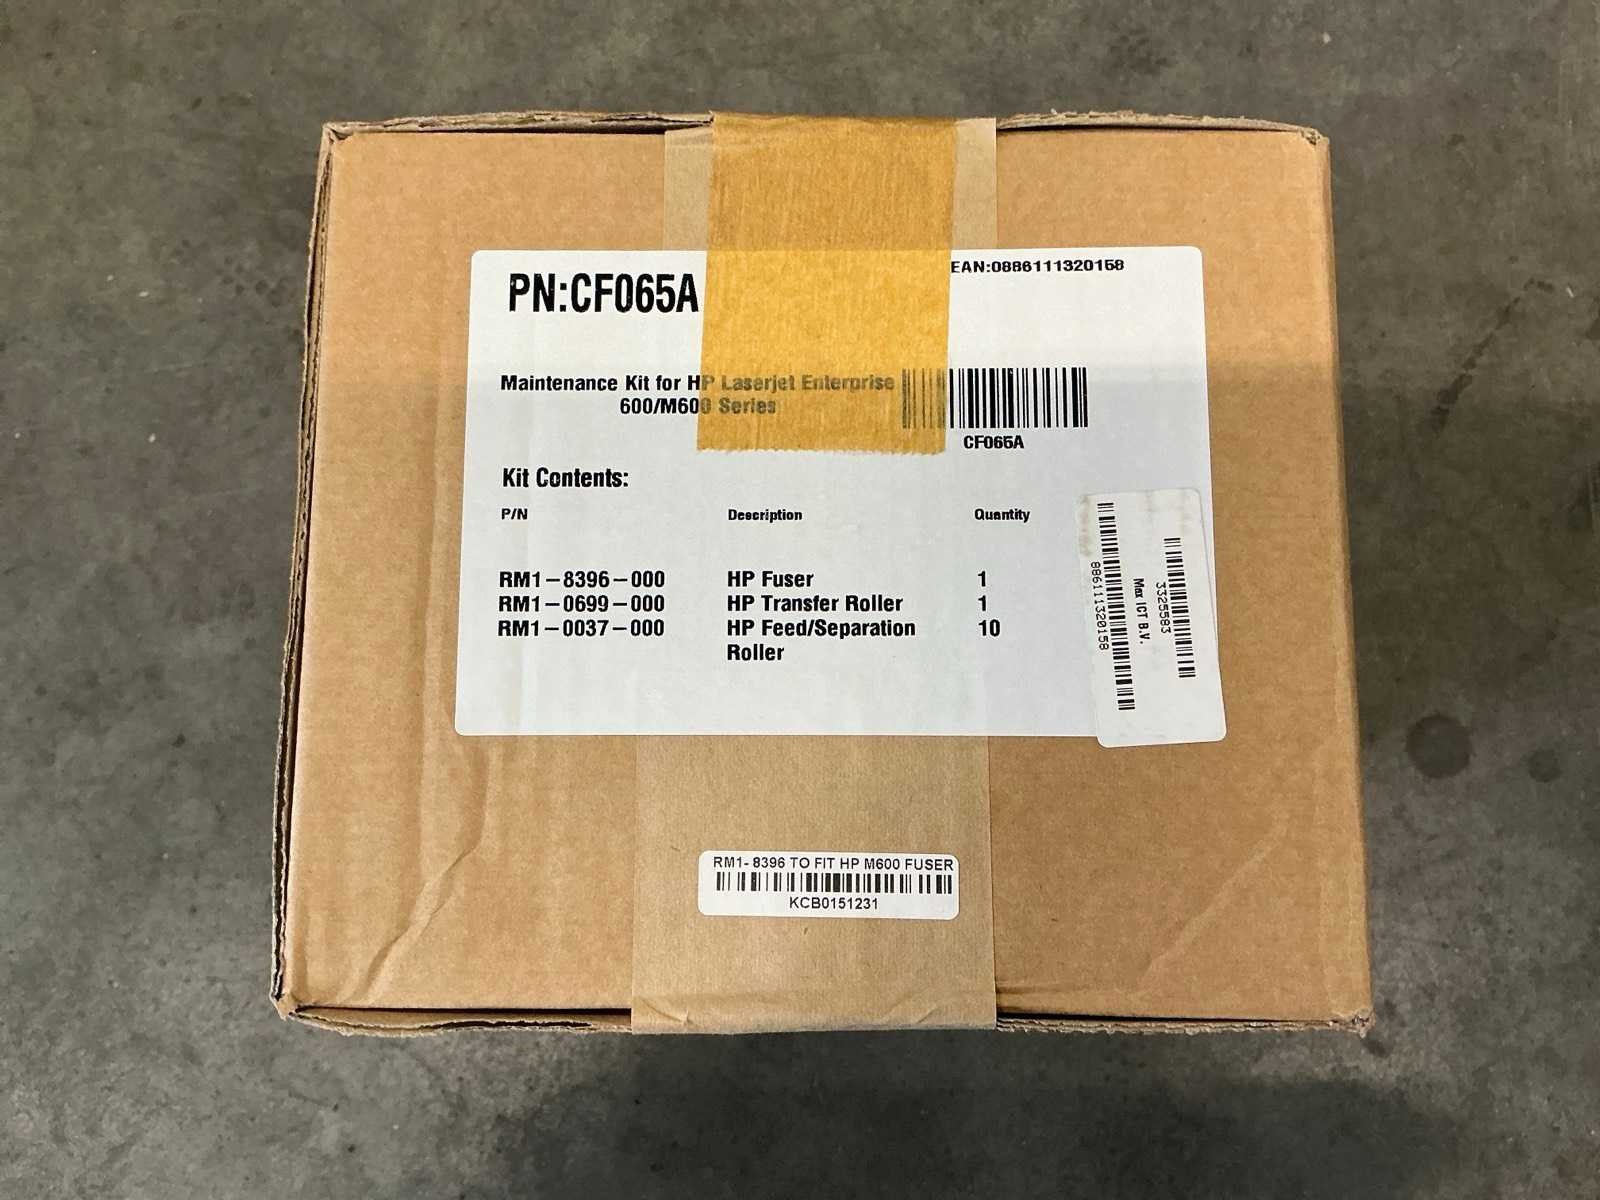 PN:CF065A
EAN:0886111320158
Maintenance Kit for HP Laserjet Enterprise
600/M600 Series
CF065A
Kit Contents:
P/N Description Quantity
RM1-8396-000 HP Fuser 1
RM1-0699-000 HP Transfer Roller 1
RM1-0037-000 HP Feed/Separation 10
Roller
3325583
Max ICT B.V.
886111320158
RM1- 8396 TO FIT HP M600 FUSER
KCB0151231